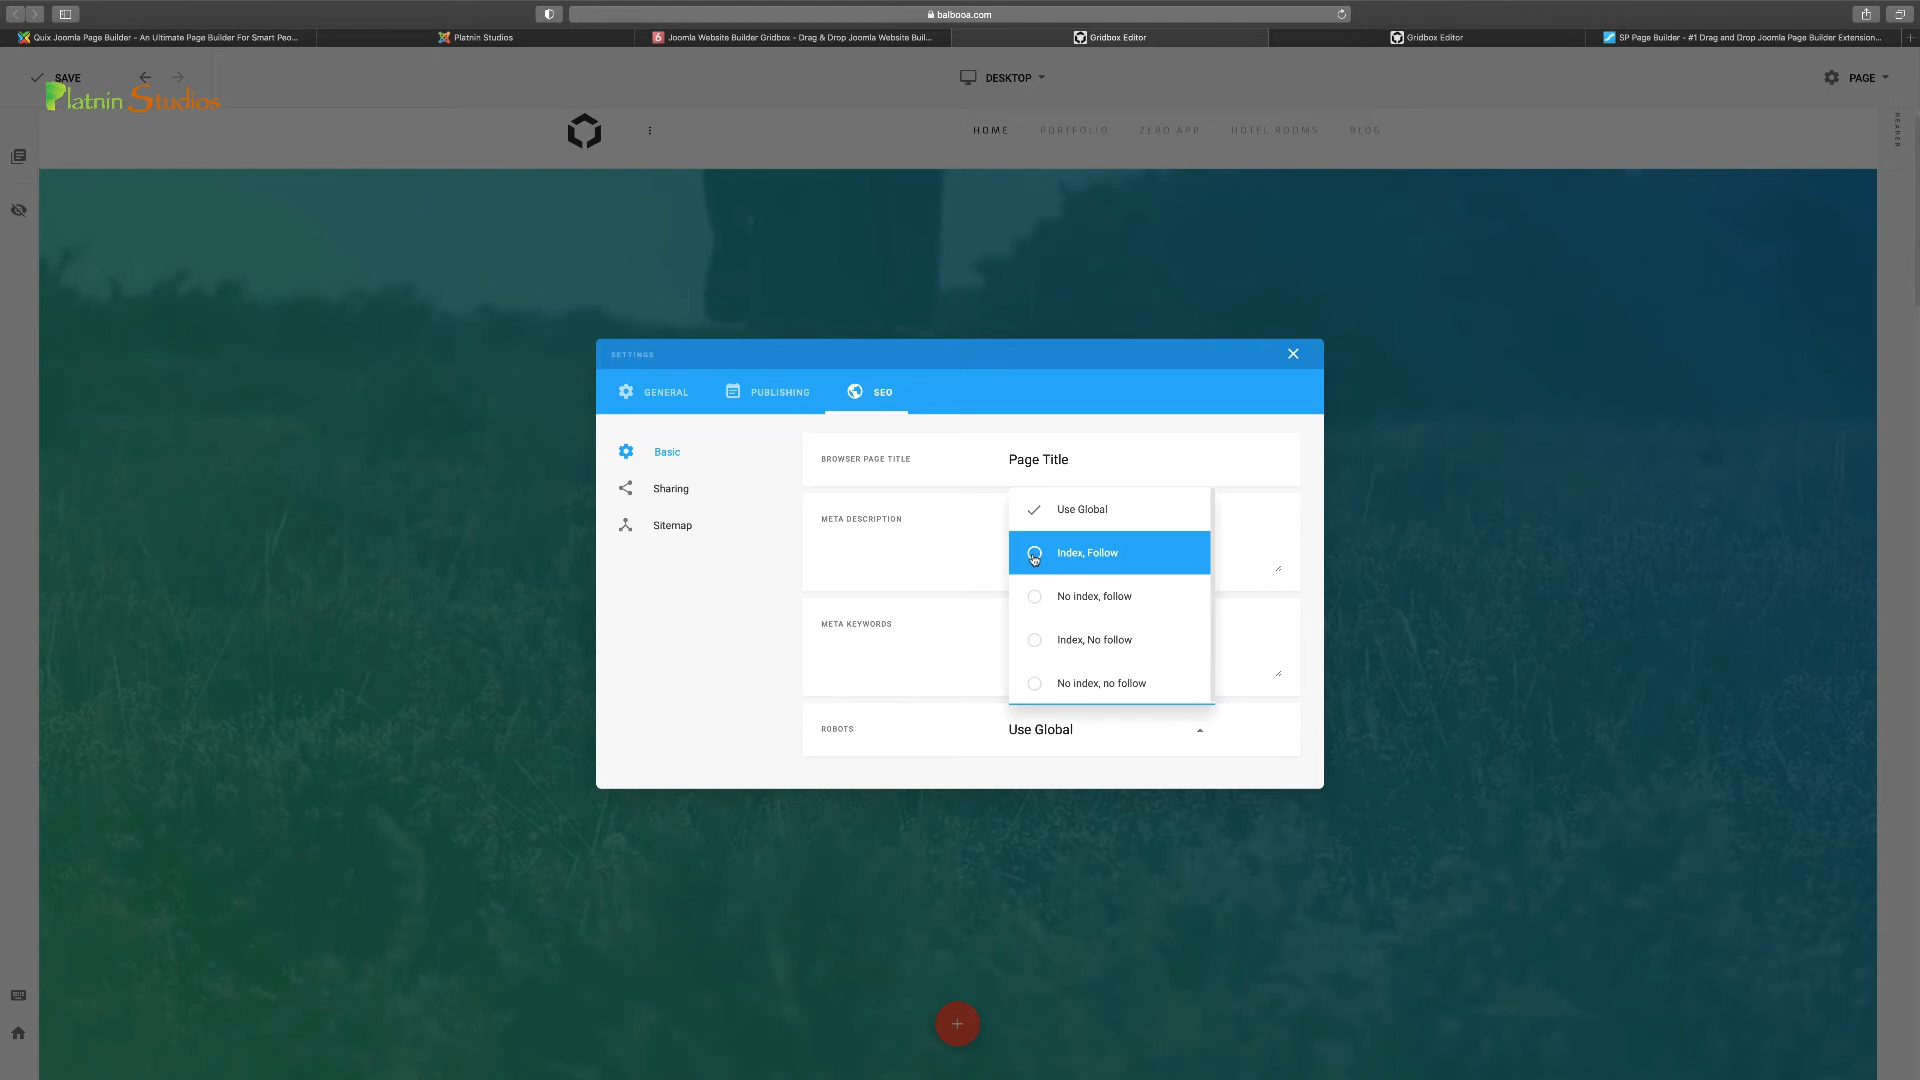 balbooa.com
Quix Joomla Page Builder - An Ultimate Page Builder For Smart Peo...
Platnin Studios
Joomla Website Builder Gridbox - Drag & Drop Joomla Website Buil...
Gridbox Editor
Gridbox Editor
SP Page Builder - #1 Drag and Drop Joomla Page Builder Extension...
SAVE
DESKTOP
PAGE
Platnin Studios
HOME
PORTFOLIO
ZERO APP
HOTEL ROOMS
BLOG
HEADER
SETTINGS
GENERAL
PUBLISHING
SEO
Basic
Sharing
Sitemap
BROWSER PAGE TITLE
Page Title
META DESCRIPTION
Use Global
Index, Follow
No index, follow
META KEYWORDS
Index, No follow
No index, no follow
ROBOTS
Use Global